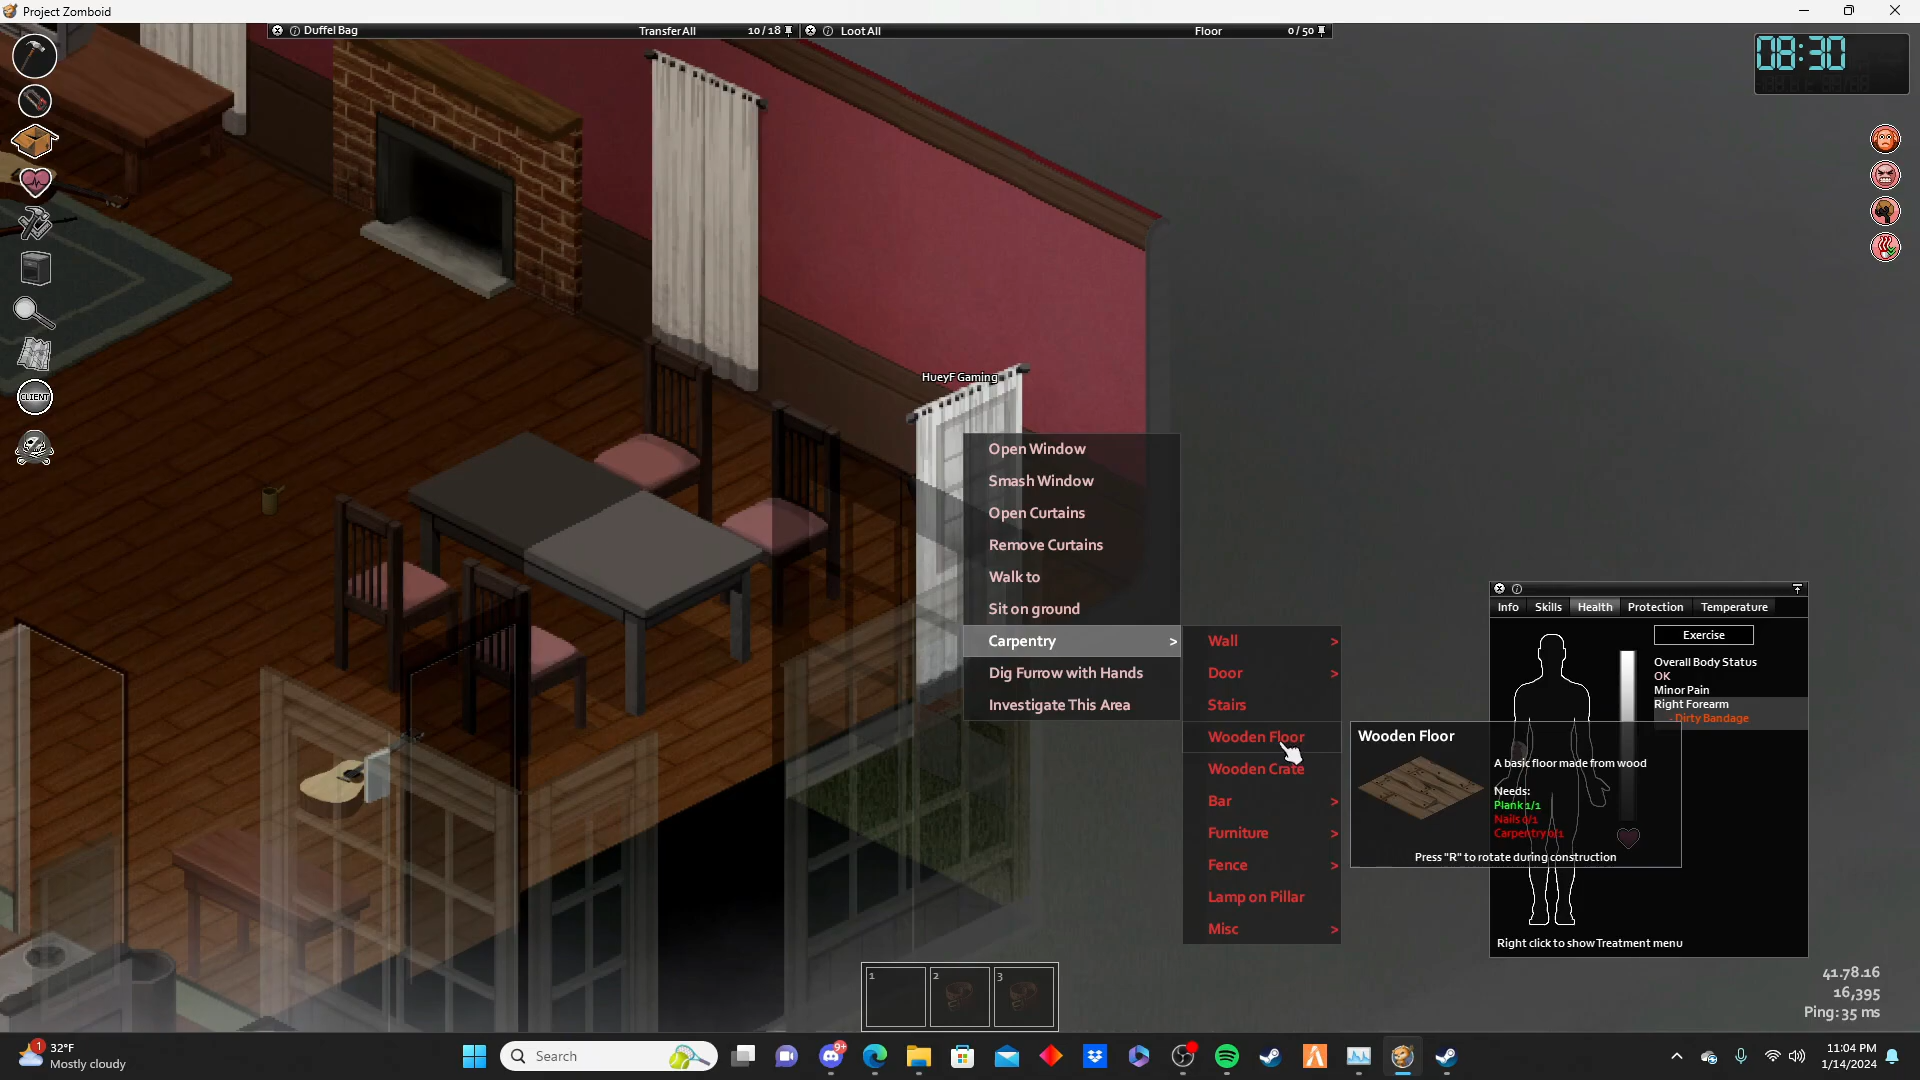 Project Zomboid
Duffel Bag
Transfer All
10 / 18
Loot All
Floor
0 / 50
08:30
CLIENT
HueyF Gaming
Open Window
Smash Window
Open Curtains
Remove Curtains
Walk to
Sit on ground
Carpentry >
Dig Furrow with Hands
Investigate This Area
Wall >
Door >
Stairs
Wooden Floor
Wooden Crate
Bar >
Furniture >
Fence >
Lamp on Pillar
Misc >
Wooden Floor
A basic floor made from wood
Needs:
Plank 1/1
Nails 0/1
Carpentry 0/1
Press "R" to rotate during construction
Info
Skills
Health
Protection
Temperature
Exercise
Overall Body Status
OK
Minor Pain
Right Forearm
- Dirty Bandage
Right click to show Treatment menu
1
2
3
41.78.16
16,395
Ping: 35 ms
1
32°F
Mostly cloudy
Search
9+
11:04 PM
1/14/2024